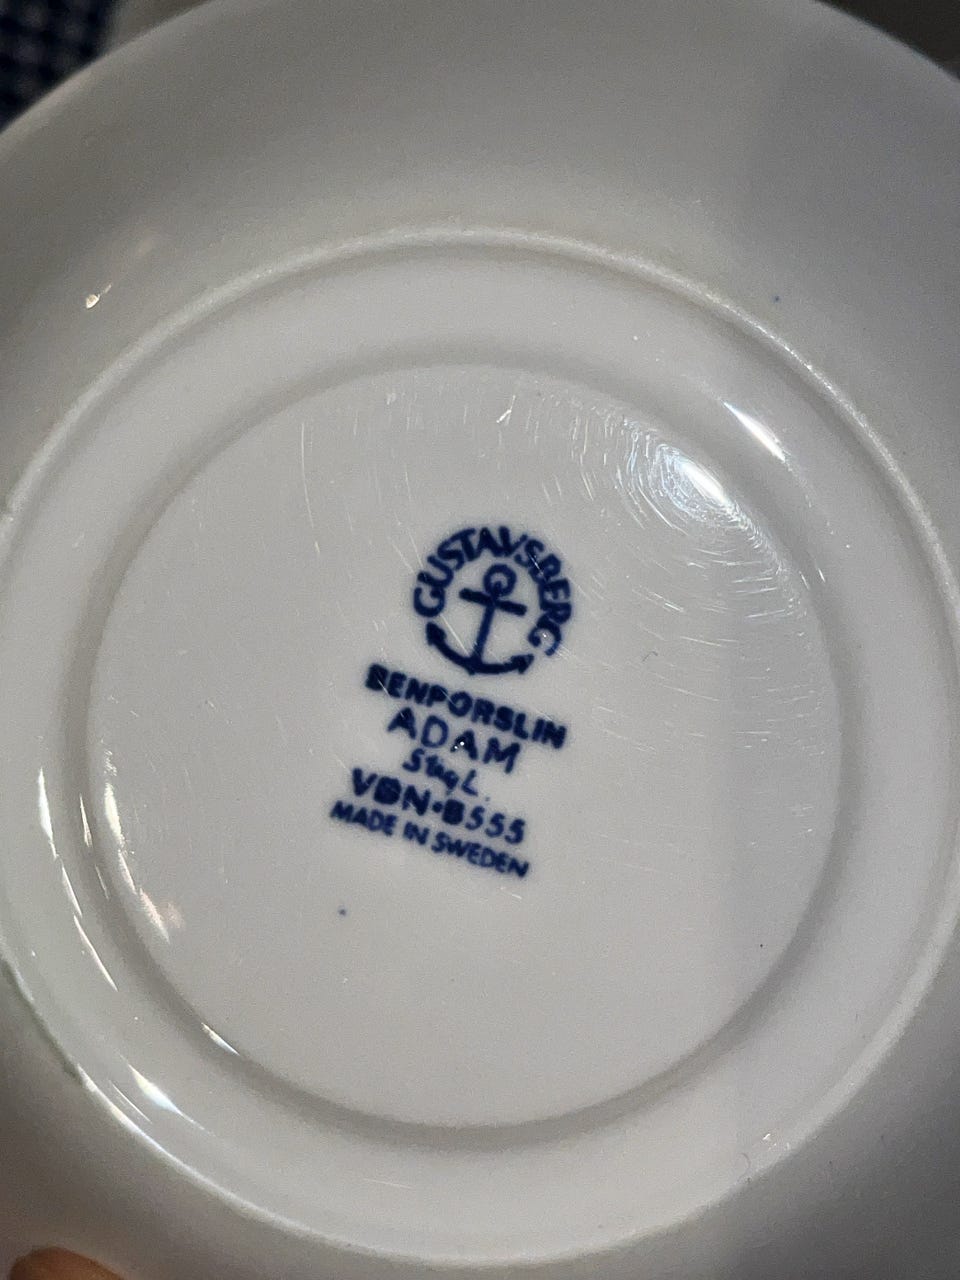 GUSTAVSBERG
BENPORSLIN
ADAM
Stig L.
VBN·B555
MADE IN SWEDEN